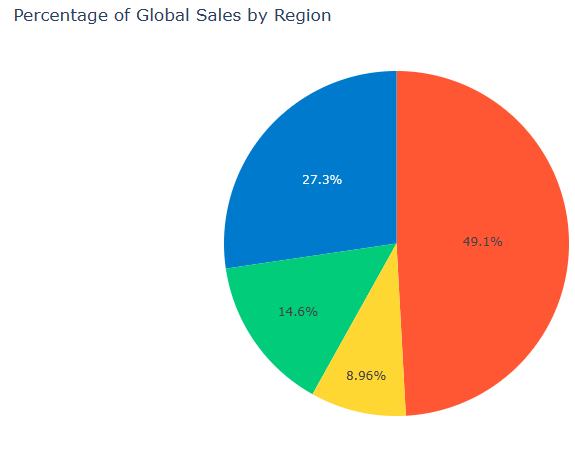 Percentage of Global Sales by Region
27.3%
49.1%
14.6%
8.96%